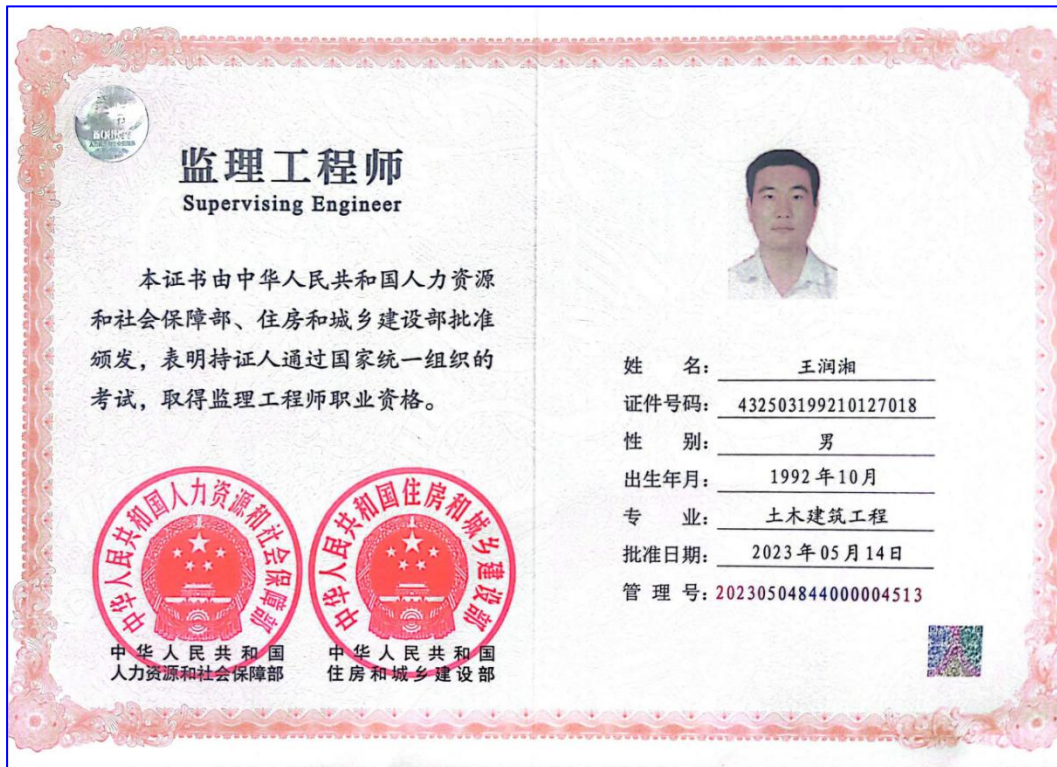 监理工程师
Supervising Engineer
本证书由中华人民共和国人力资源
和社会保障部、住房和城乡建设部批准
颁发，表明持证人通过国家统一组织的
考试，取得监理工程师职业资格。
中华人民共和国人力资源和社会保障部
中华人民共和国住房和城乡建设部
中华人民共和国
人力资源和社会保障部
中华人民共和国
住房和城乡建设部
姓 名： 王润湘
证件号码： 432503199210127018
性 别： 男
出生年月： 1992年10月
专 业： 土木建筑工程
批准日期： 2023年05月14日
管 理 号：20230504844000004513